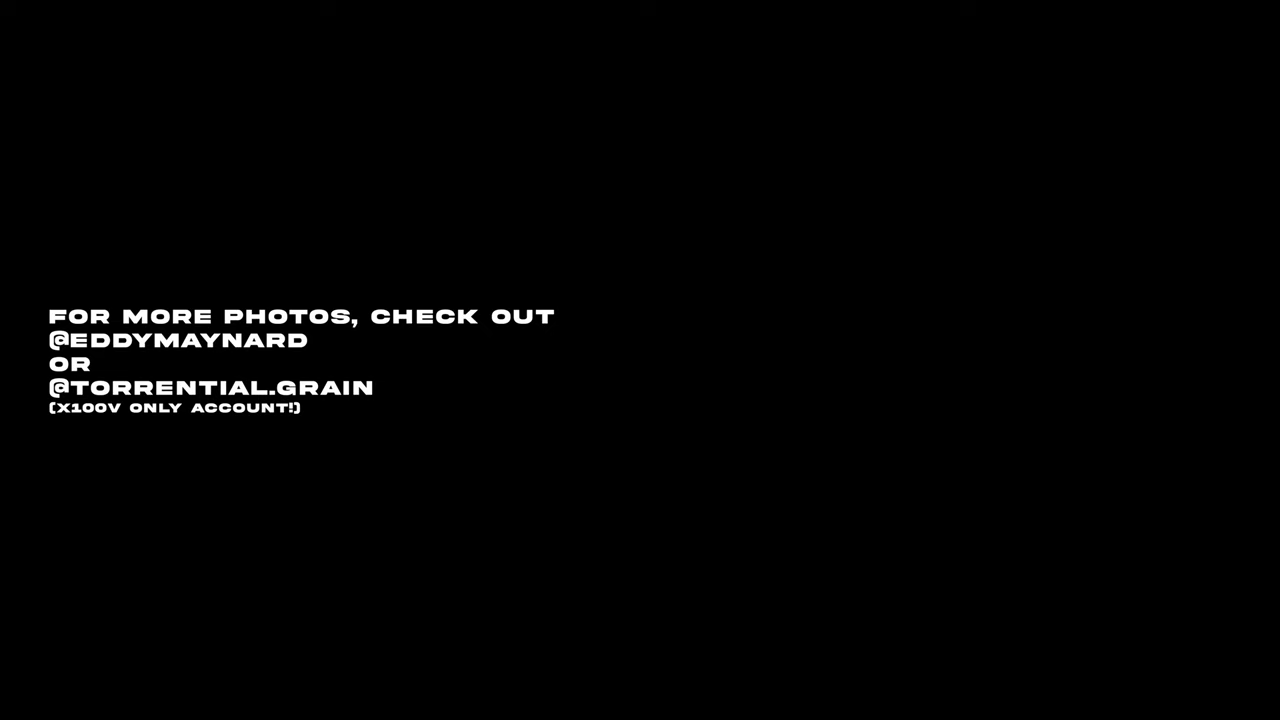 FOR MORE PHOTOS, CHECK OUT
@EDDYMAYNARD
OR
@TORRENTIAL.GRAIN
(X100V ONLY ACCOUNT!)